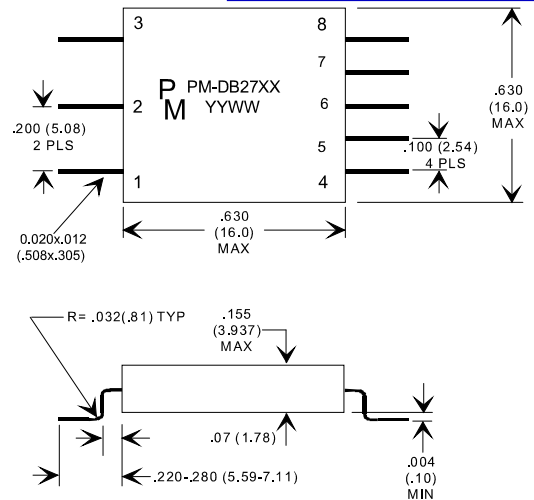 3
8
7
P
M
PM-DB27XX
YYWW
2
6
.630
(16.0)
MAX
.200 (5.08)
2 PLS
5
.100 (2.54)
4 PLS
1
4
0.020x.012
(.508x.305)
.630
(16.0)
MAX
R= .032(.81) TYP
.155
(3.937)
MAX
.07 (1.78)
.220-.280 (5.59-7.11)
.004
(.10)
MIN